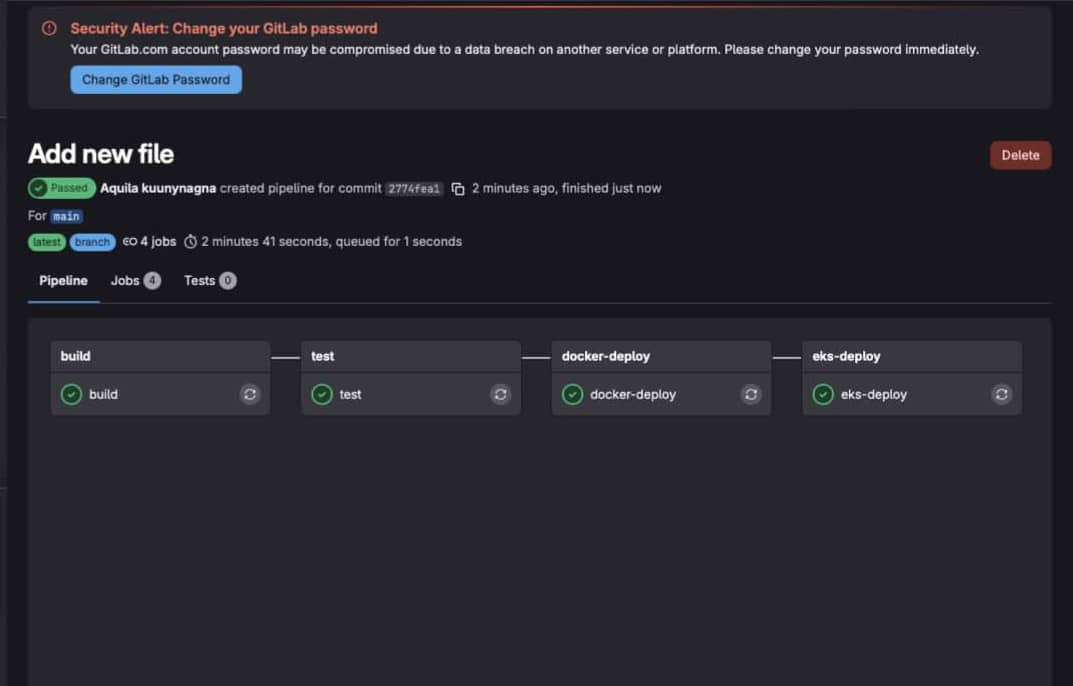 Security Alert: Change your GitLab password
Your GitLab.com account password may be compromised due to a data breach on another service or platform. Please change your password immediately.
Change GitLab Password
Add new file
Delete
Passed Aquila kuunynagna created pipeline for commit 2774fea1 2 minutes ago, finished just now
For main
latest branch 4 jobs 2 minutes 41 seconds, queued for 1 seconds
Pipeline Jobs 4 Tests 0
build test docker-deploy eks-deploy
build test docker-deploy eks-deploy